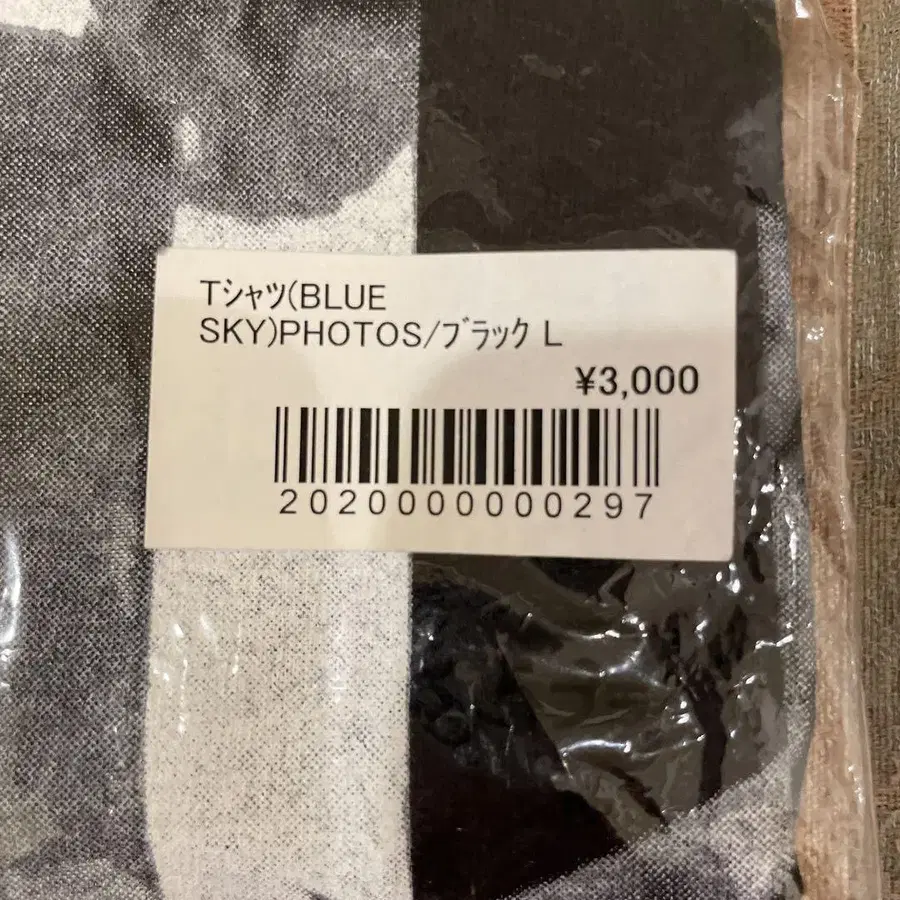 Tｼｬﾂ(BLUE
SKY)PHOTOS/ﾌﾞﾗｯｸ L
¥3,000
2020000000297